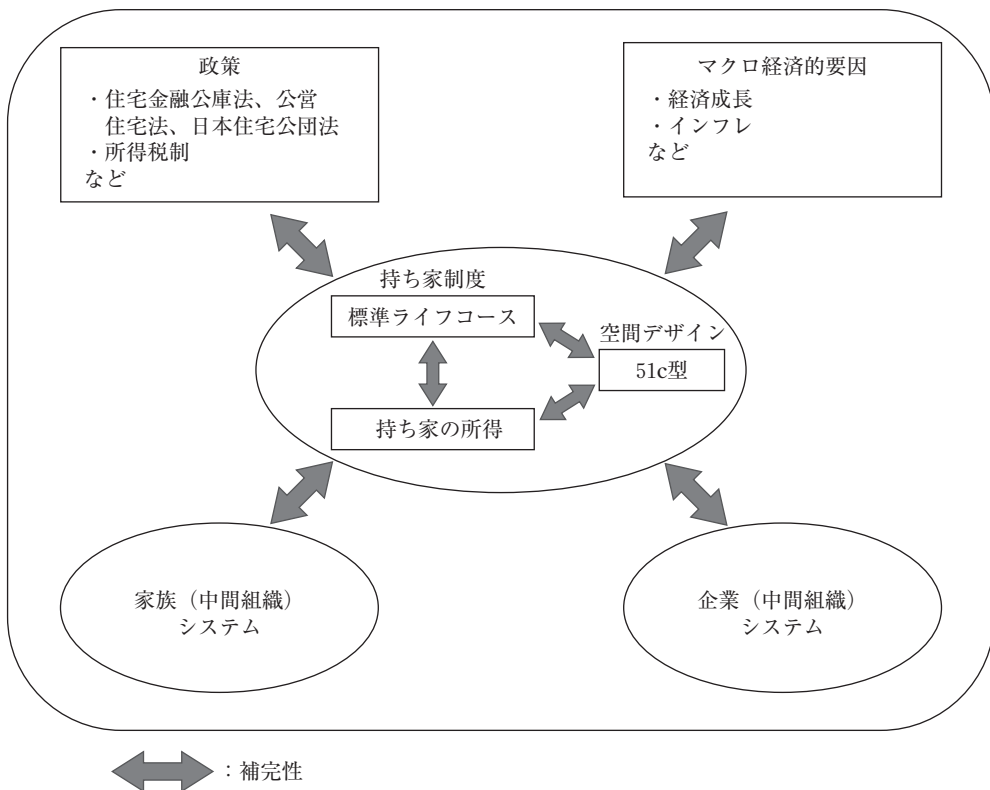 政策
・住宅金融公庫法、公営
住宅法、日本住宅公団法
・所得税制
など
マクロ経済的要因
・経済成長
・インフレ
など
持ち家制度
標準ライフコース
空間デザイン
51c型
持ち家の所得
家族（中間組織）
システム
企業（中間組織）
システム
：補完性